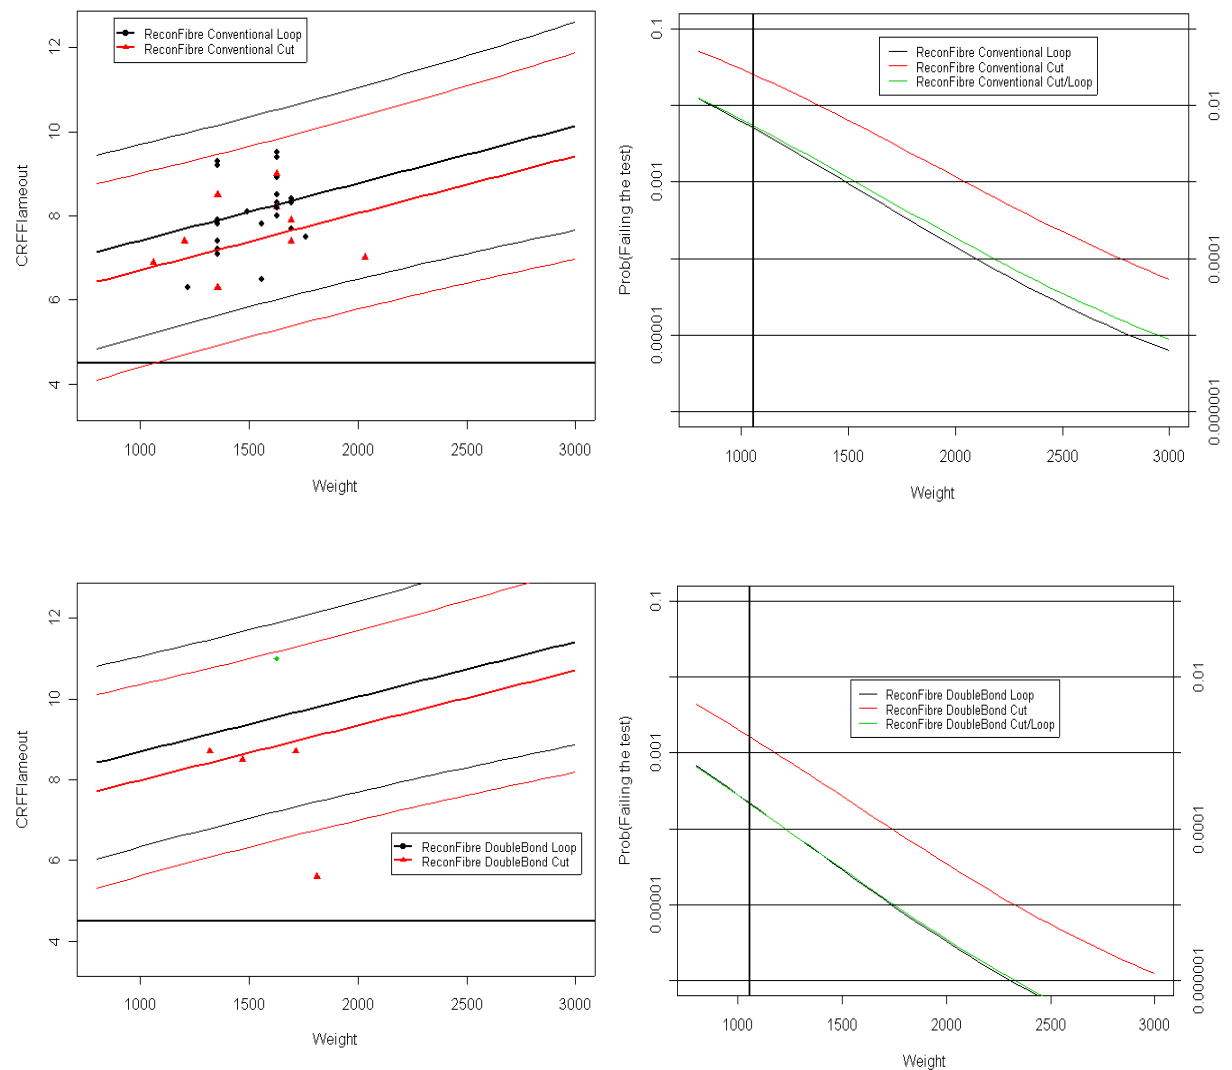 ReconFibre Conventional Loop
ReconFibre Conventional Cut
CRFFlameout
12
10
8
6
4
1000 1500 2000 2500 3000
Weight
ReconFibre Conventional Loop
ReconFibre Conventional Cut
ReconFibre Conventional Cut/Loop
Prob(Failing the test)
0.1
0.001
0.00001
0.01
0.0001
0.000001
1000 1500 2000 2500 3000
Weight
CRFFlameout
12
10
8
6
4
ReconFibre DoubleBond Loop
ReconFibre DoubleBond Cut
1000 1500 2000 2500 3000
Weight
Prob(Failing the test)
0.1
0.001
0.00001
ReconFibre DoubleBond Loop
ReconFibre DoubleBond Cut
ReconFibre DoubleBond Cut/Loop
0.01
0.0001
0.000001
1000 1500 2000 2500 3000
Weight